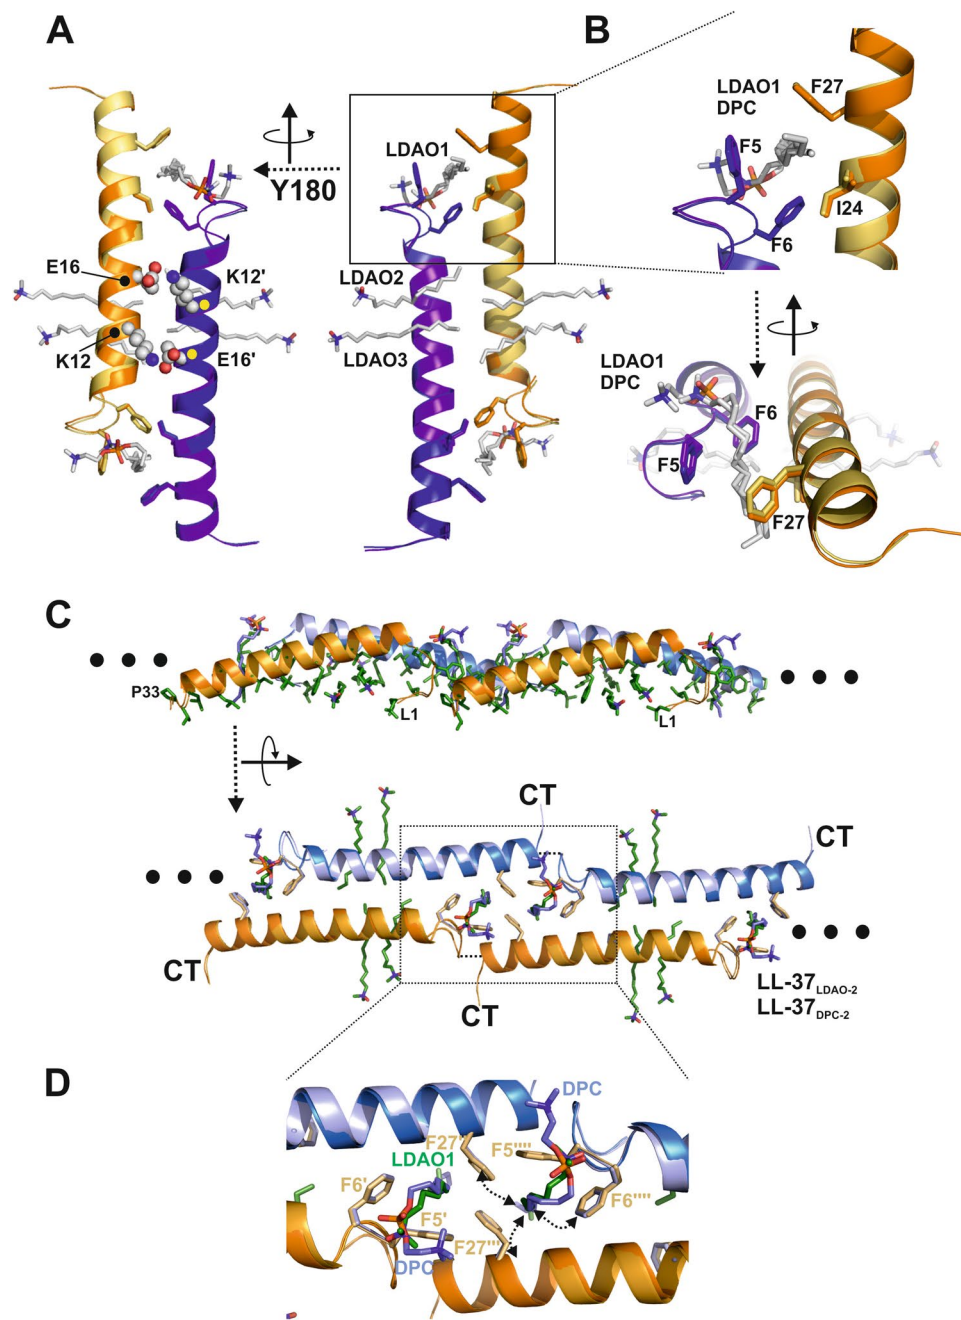 A
B
LDAO1
Y180
E16
K12'
K12
E16'
LDAO2
LDAO3
LDAO1
DPC
F27
F5
I24
F6
LDAO1
DPC
F6
F5
F27
C
P33
L1
L1
CT
CT
CT
CT
LL-37LDAO-2
LL-37DPC-2
D
DPC
F27'
F5''''
LDAO1
F6'
F6''''
F5'
F27'''
DPC